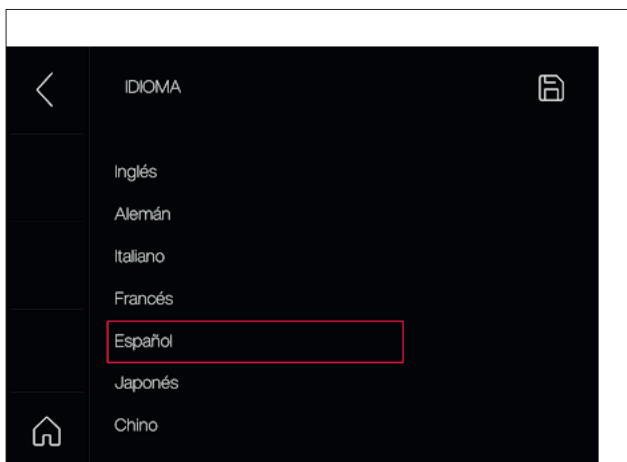 IDIOMA
Inglés
Alemán
Italiano
Francés
Español
Japonés
Chino